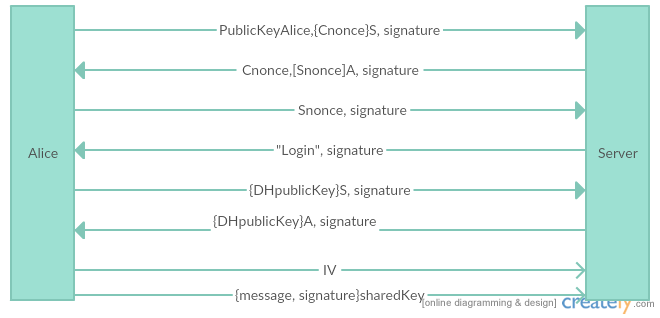 PublicKeyAlice,{Cnonce}S, signature
Cnonce,[Snonce]A, signature
Snonce, signature
Alice
"Login", signature
Server
{DHpublicKey}S, signature
{DHpublicKey}A, signature
IV
{message, signature}sharedKey
[online diagramming & design] creately.com